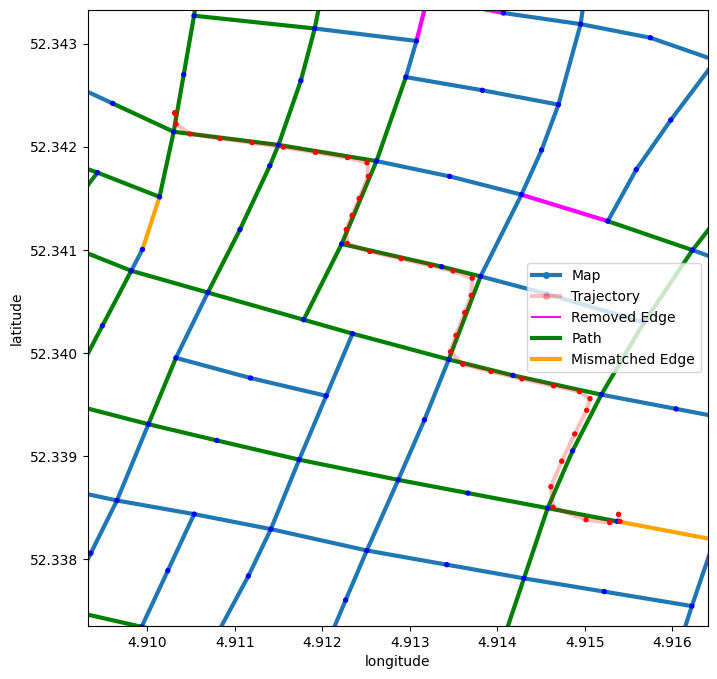 52.343
52.342
52.341
52.340
52.339
52.338
latitude
Map
Trajectory
Removed Edge
Path
Mismatched Edge
4.910 4.911 4.912 4.913 4.914 4.915 4.916
longitude